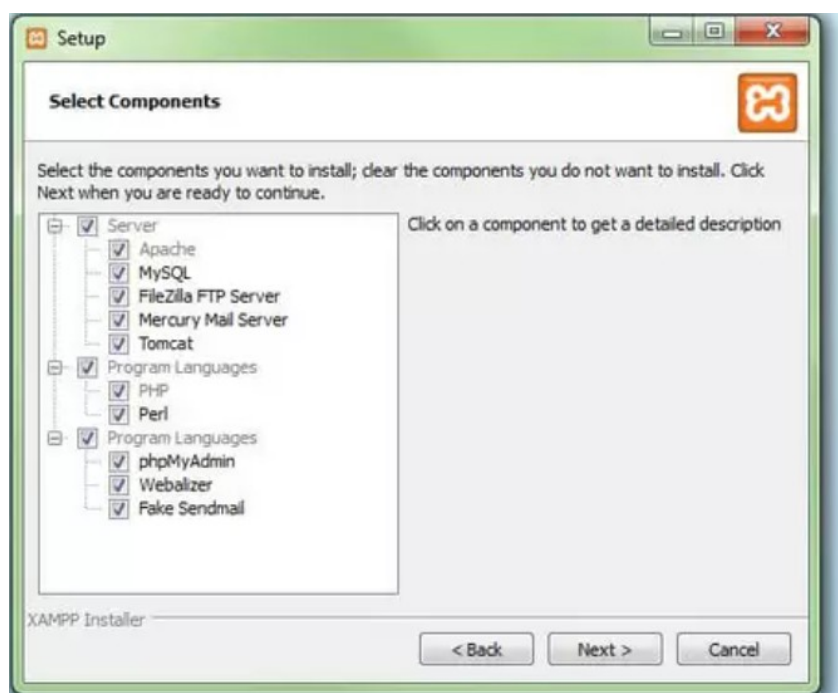 Setup
Select Components
Select the components you want to install; clear the components you do not want to install. Click
Next when you are ready to continue.
Server
Apache
MySQL
FileZilla FTP Server
Mercury Mail Server
Tomcat
Program Languages
PHP
Perl
Program Languages
phpMyAdmin
Webalizer
Fake Sendmail
Click on a component to get a detailed description
XAMPP Installer
< Back
Next >
Cancel